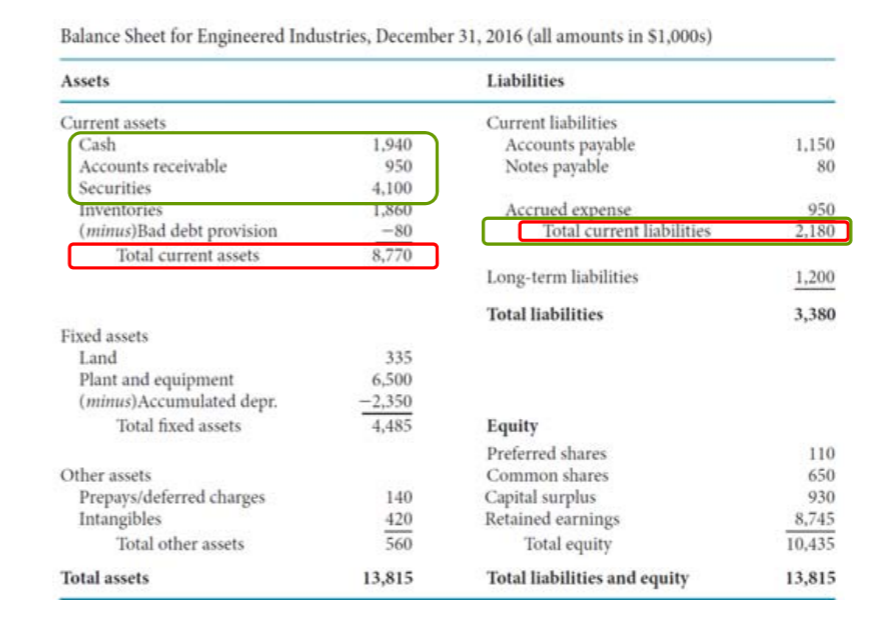 Balance Sheet for Engineered Industries, December 31, 2016 (all amounts in $1,000s)
Assets Liabilities
Current assets Current liabilities
Cash 1,940 Accounts payable 1,150
Accounts receivable 950 Notes payable 80
Securities 4,100
Inventories 1,860 Accrued expense 950
(minus)Bad debt provision −80 Total current liabilities 2,180
Total current assets 8,770
Long-term liabilities 1,200
Total liabilities 3,380
Fixed assets
Land 335
Plant and equipment 6,500
(minus)Accumulated depr. −2,350
Total fixed assets 4,485 Equity
Preferred shares 110
Other assets Common shares 650
Prepays/deferred charges 140 Capital surplus 930
Intangibles 420 Retained earnings 8,745
Total other assets 560 Total equity 10,435
Total assets 13,815 Total liabilities and equity 13,815